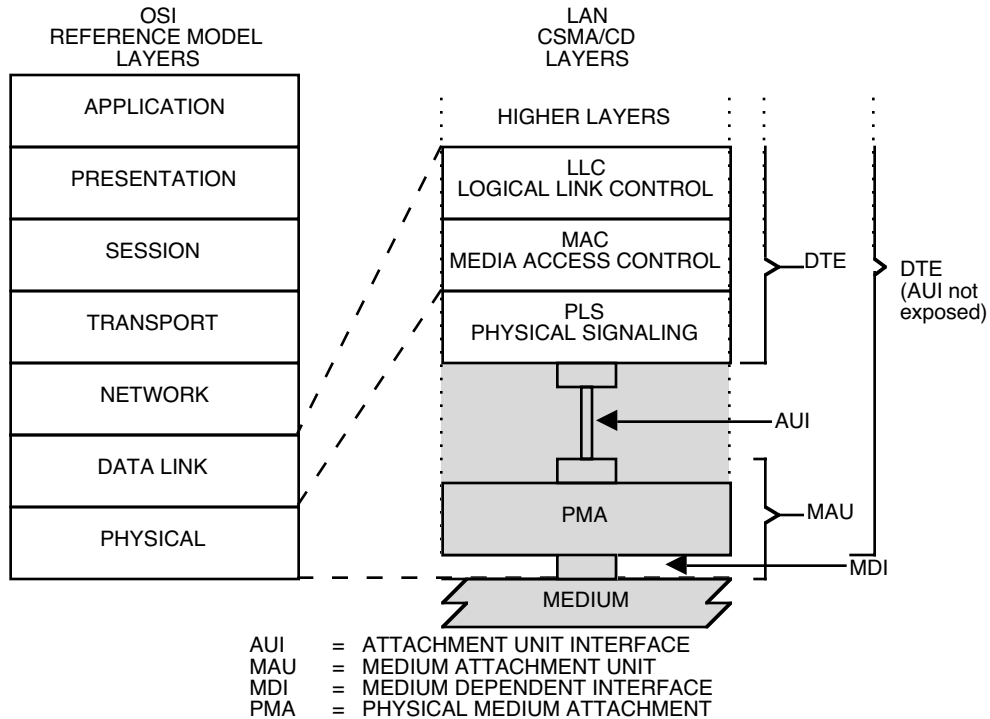 OSI
REFERENCE MODEL
LAYERS
APPLICATION
PRESENTATION
SESSION
TRANSPORT
NETWORK
DATA LINK
PHYSICAL
LAN
CSMA/CD
LAYERS
HIGHER LAYERS
LLC
LOGICAL LINK CONTROL
MAC
MEDIA ACCESS CONTROL
PLS
PHYSICAL SIGNALING
PMA
MEDIUM
DTE
DTE
(AUI not
exposed)
AUI
MAU
MDI
AUI = ATTACHMENT UNIT INTERFACE
MAU = MEDIUM ATTACHMENT UNIT
MDI = MEDIUM DEPENDENT INTERFACE
PMA = PHYSICAL MEDIUM ATTACHMENT